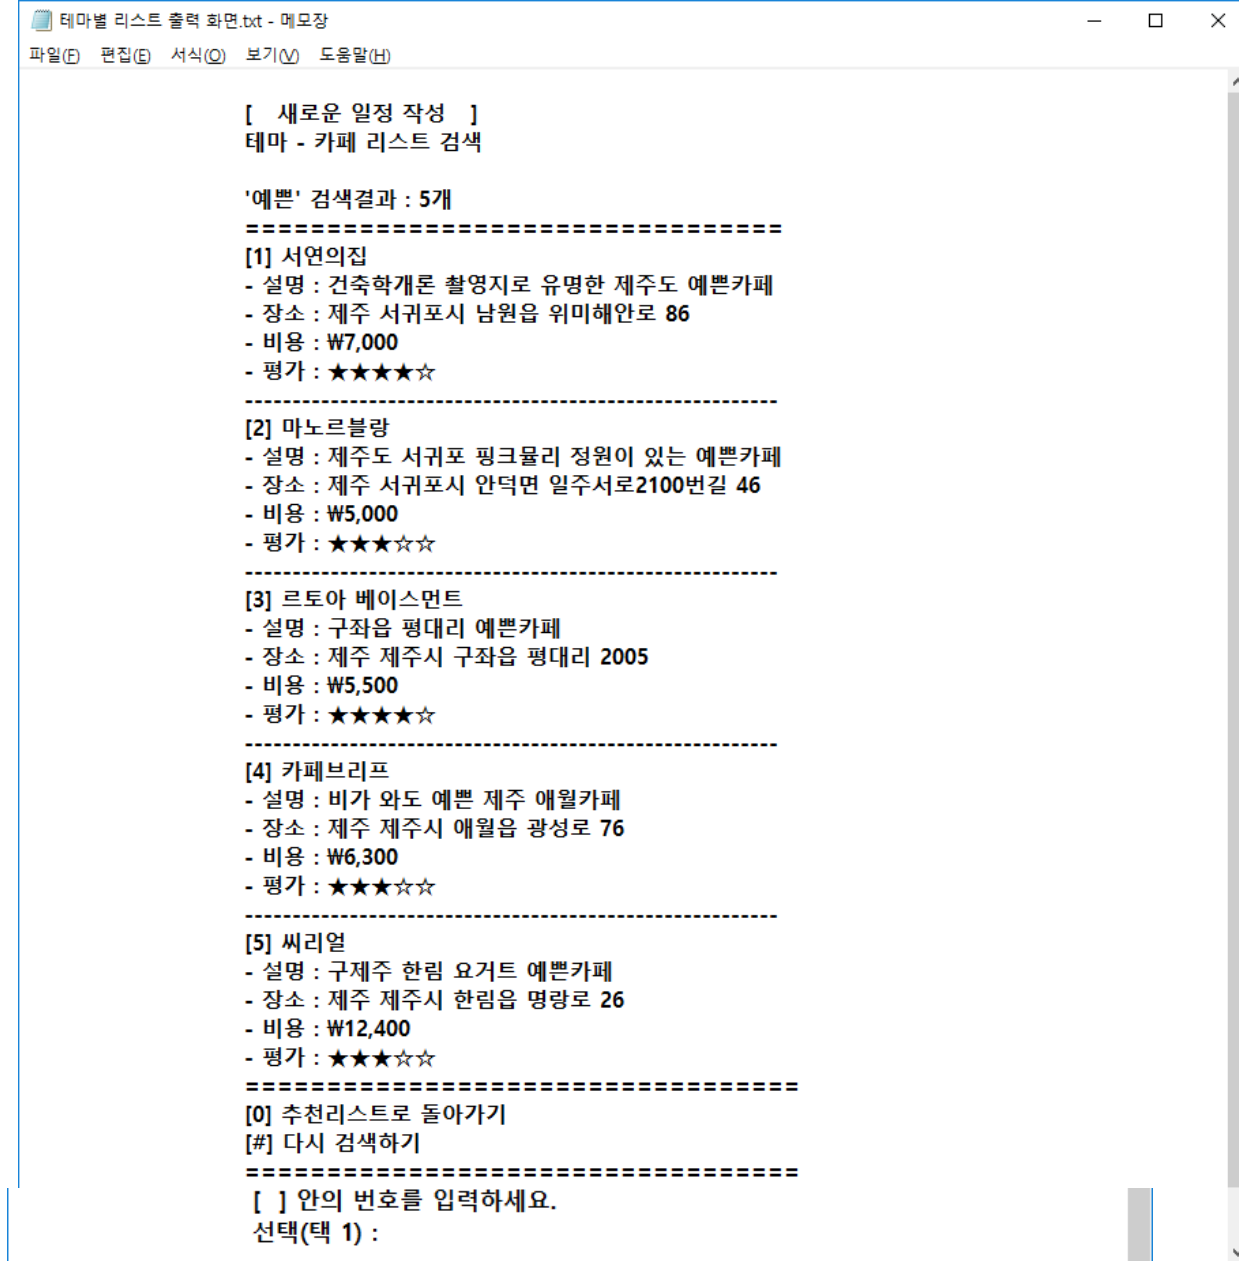 테마별 리스트 출력 화면.txt - 메모장
파일(F) 편집(E) 서식(O) 보기(V) 도움말(H)
[ 새로운 일정 작성 ]
테마 - 카페 리스트 검색
'예쁜' 검색결과 : 5개
=================================
[1] 서연의집
- 설명 : 건축학개론 촬영지로 유명한 제주도 예쁜카페
- 장소 : 제주 서귀포시 남원읍 위미해안로 86
- 비용 : ₩7,000
- 평가 : ★★★★☆
-------------------------------------------------------
[2] 마노르블랑
- 설명 : 제주도 서귀포 핑크뮬리 정원이 있는 예쁜카페
- 장소 : 제주 서귀포시 안덕면 일주서로2100번길 46
- 비용 : ₩5,000
- 평가 : ★★★☆☆
-------------------------------------------------------
[3] 르토아 베이스먼트
- 설명 : 구좌읍 평대리 예쁜카페
- 장소 : 제주 제주시 구좌읍 평대리 2005
- 비용 : ₩5,500
- 평가 : ★★★★☆
-------------------------------------------------------
[4] 카페브리프
- 설명 : 비가 와도 예쁜 제주 애월카페
- 장소 : 제주 제주시 애월읍 광성로 76
- 비용 : ₩6,300
- 평가 : ★★★☆☆
-------------------------------------------------------
[5] 씨리얼
- 설명 : 구제주 한림 요거트 예쁜카페
- 장소 : 제주 제주시 한림읍 명랑로 26
- 비용 : ₩12,400
- 평가 : ★★★☆☆
==================================
[0] 추천리스트로 돌아가기
[#] 다시 검색하기
==================================
[ ] 안의 번호를 입력하세요.
선택(택 1) :